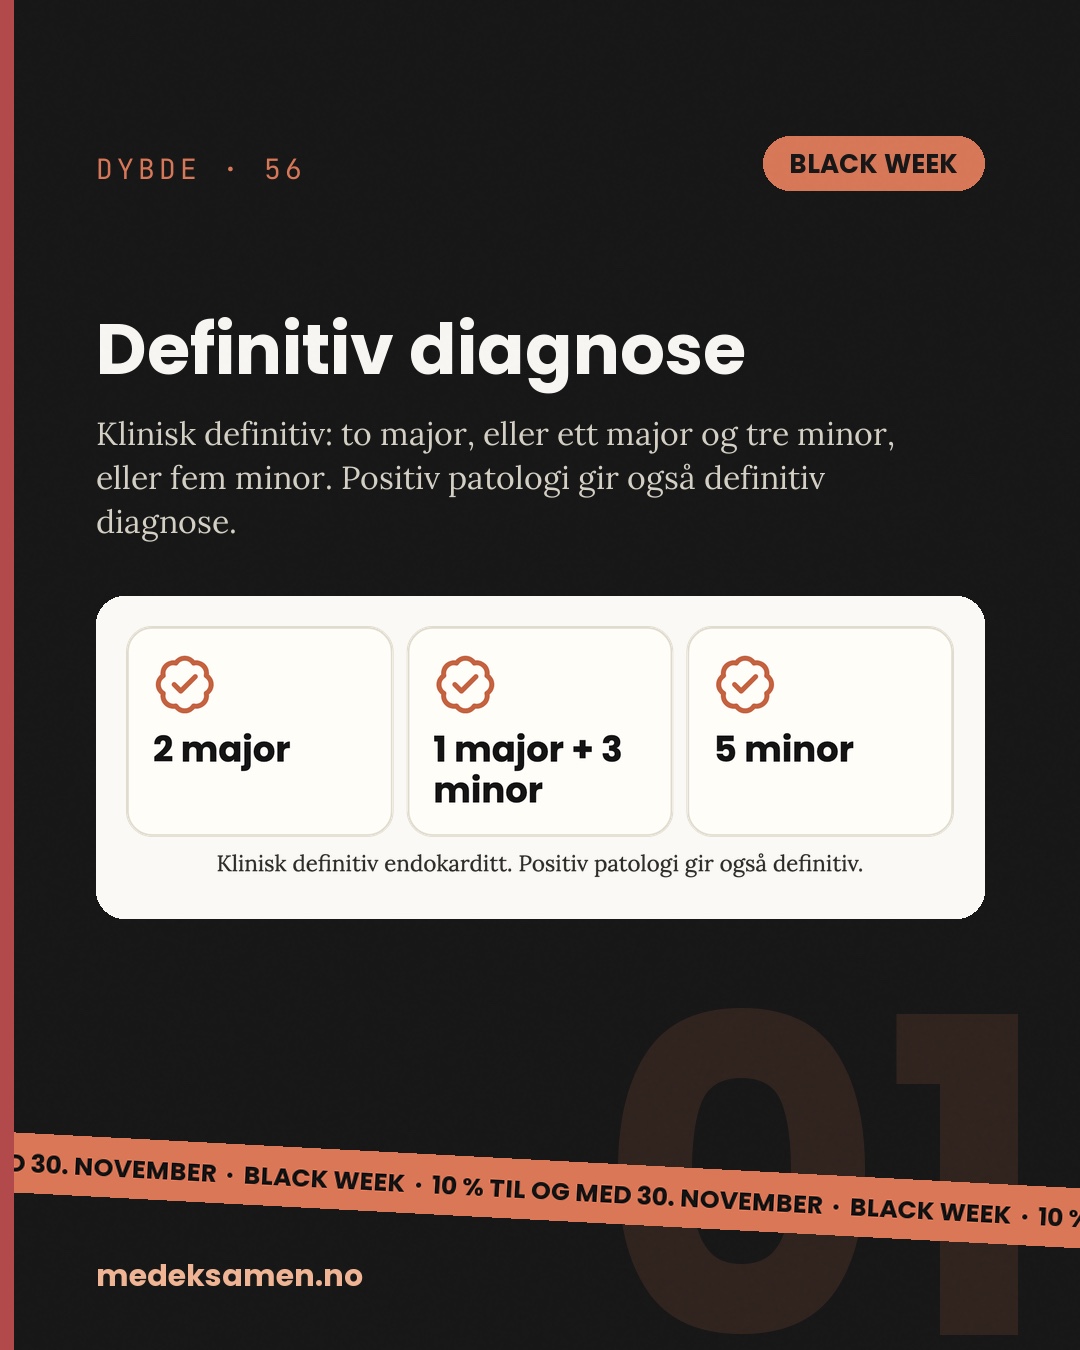 DYBDE · 56
BLACK WEEK
Definitiv diagnose
Klinisk definitiv: to major, eller ett major og tre minor,
eller fem minor. Positiv patologi gir også definitiv
diagnose.
2 major
1 major + 3
minor
5 minor
Klinisk definitiv endokarditt. Positiv patologi gir også definitiv.
01
30. NOVEMBER · BLACK WEEK · 10 % TIL OG MED 30. NOVEMBER · BLACK WEEK · 10 %
medeksamen.no